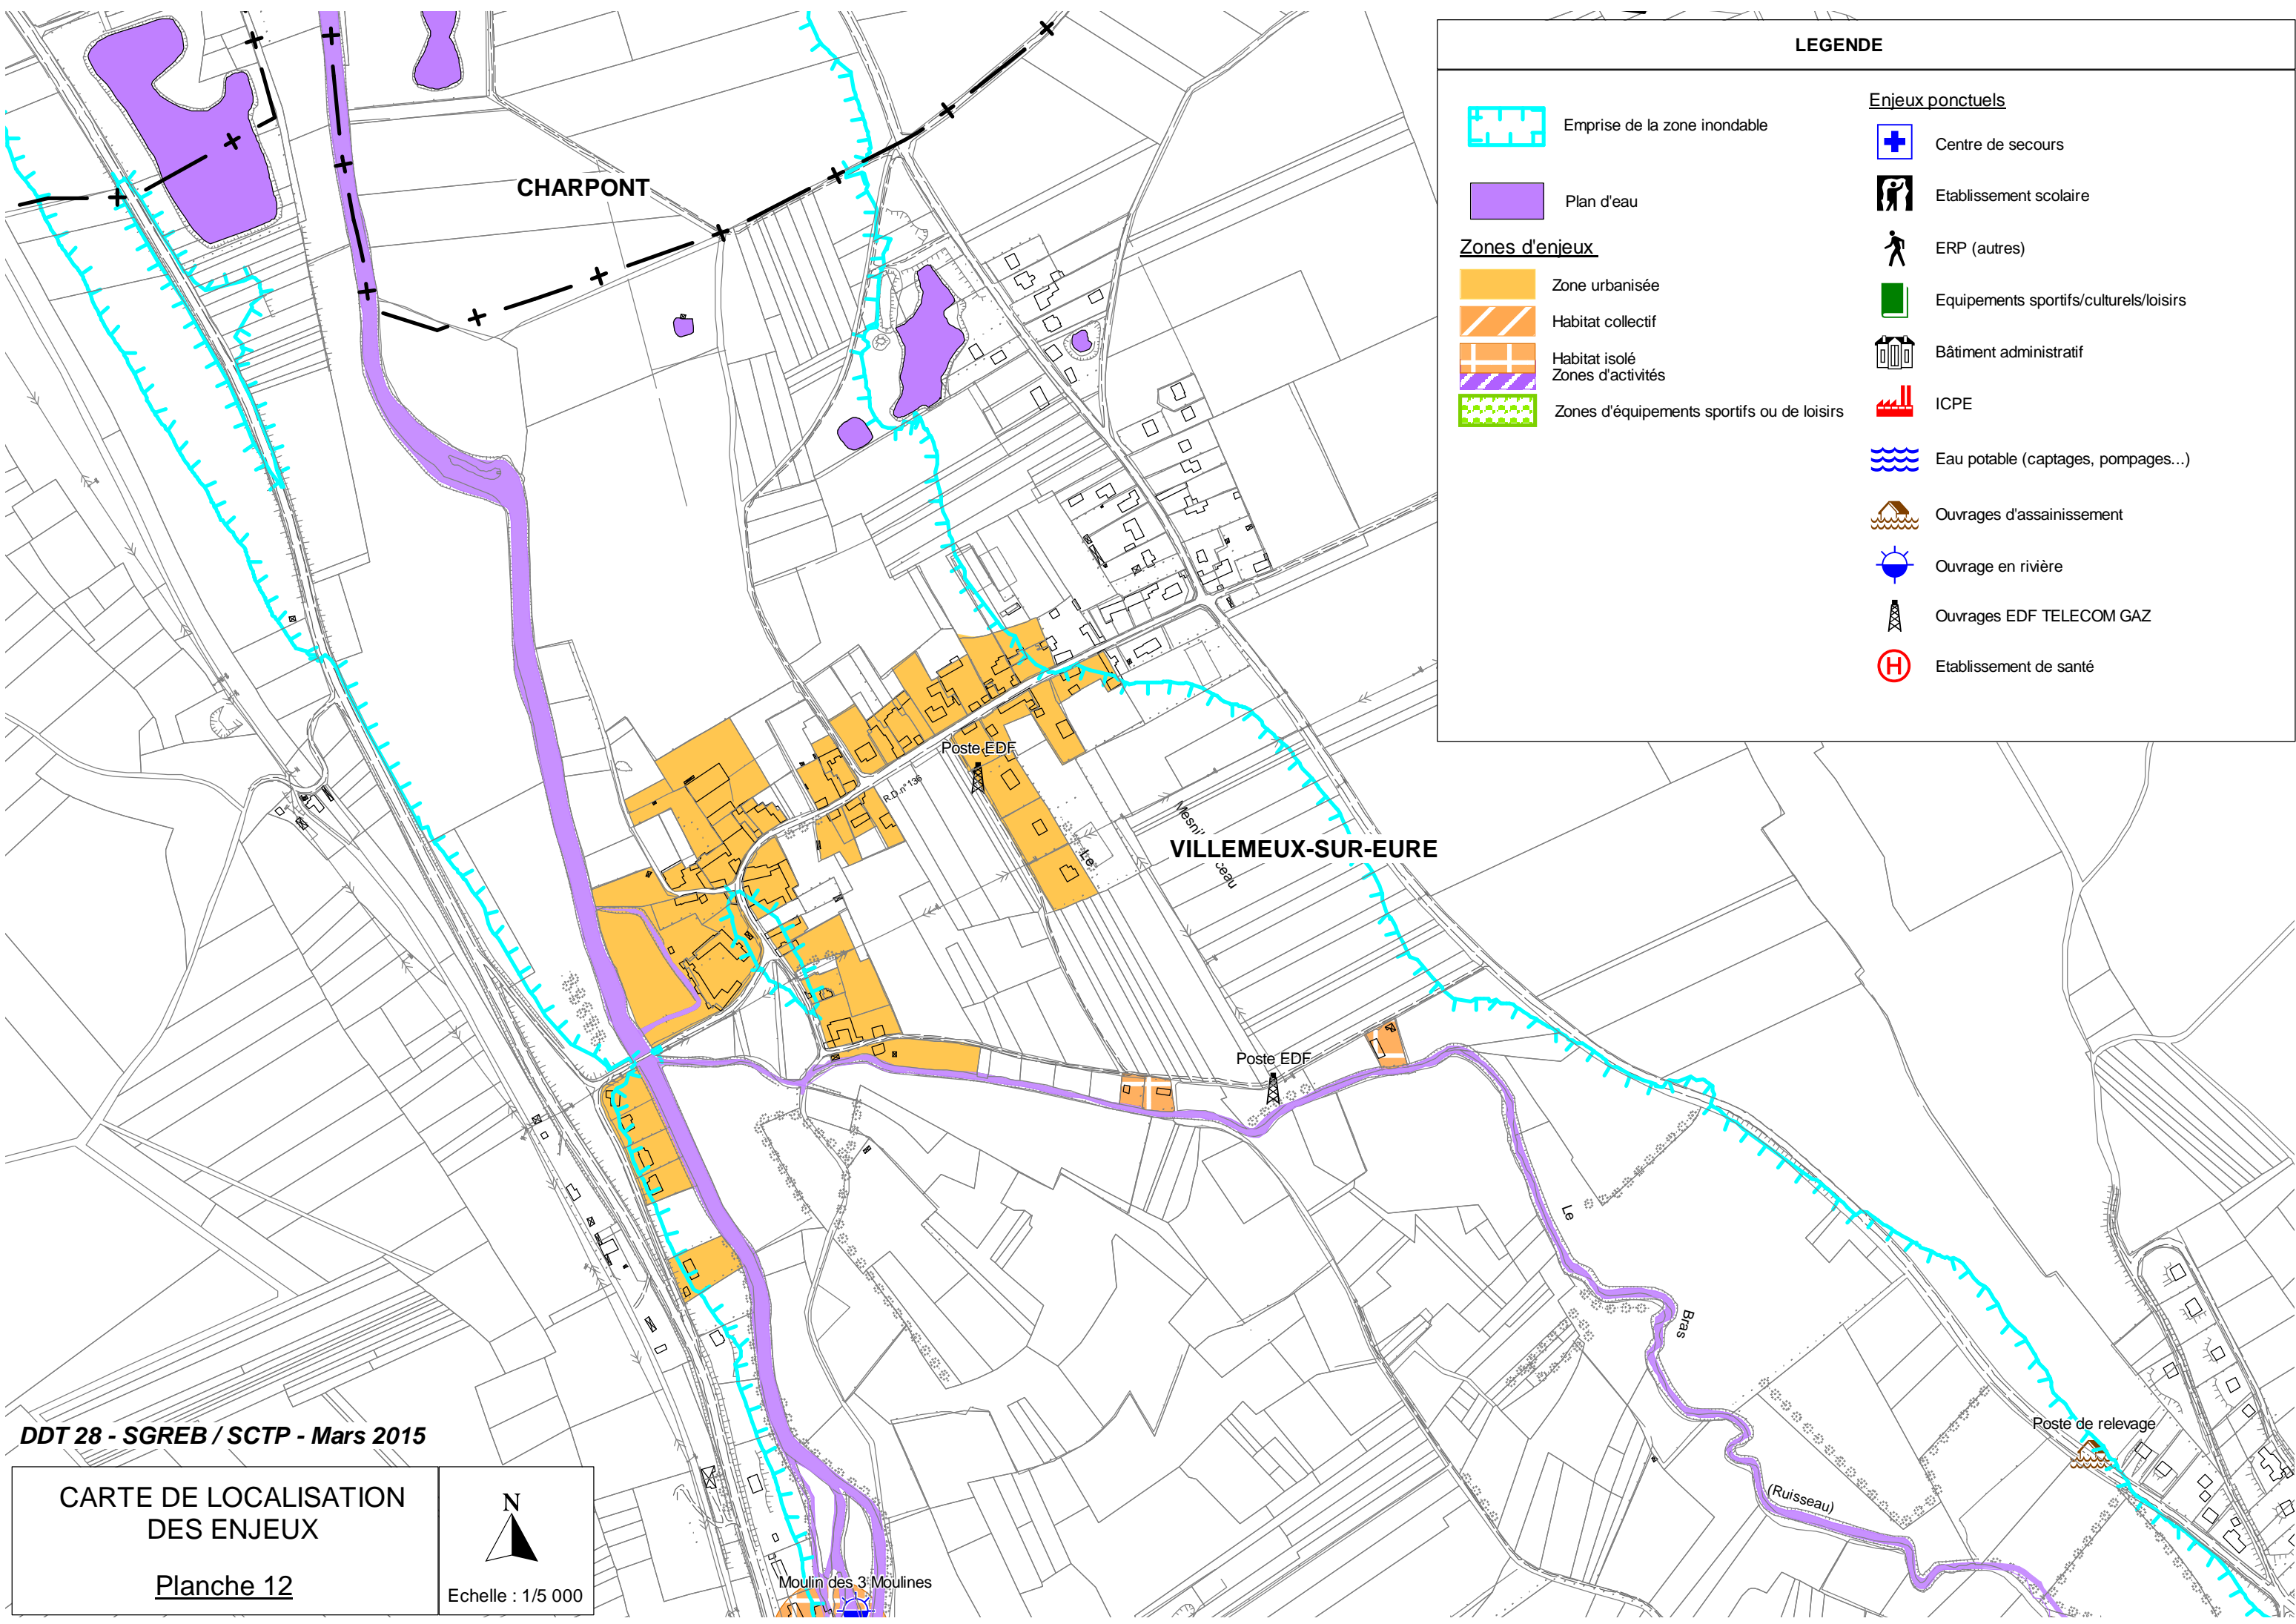 LEGENDE
Emprise de la zone inondable
Plan d'eau
Zones d'enjeux
Zone urbanisée
Habitat collectif
Habitat isolé
Zones d'activités
Zones d'équipements sportifs ou de loisirs
Enjeux ponctuels
Centre de secours
Etablissement scolaire
ERP (autres)
Equipements sportifs/culturels/loisirs
Bâtiment administratif
ICPE
Eau potable (captages, pompages...)
Ouvrages d'assainissement
Ouvrage en rivière
Ouvrages EDF TELECOM GAZ
H
Etablissement de santé
CHARPONT
Poste EDF
R.D.n°136
VILLEMEUX-SUR-EURE
Le
Poste EDF
Le
Bras
(Ruisseau)
Poste de relevage
Moulin des 3 Moulines
DDT 28 - SGREB / SCTP - Mars 2015
CARTE DE LOCALISATION
DES ENJEUX
Planche 12
N
Echelle : 1/5 000